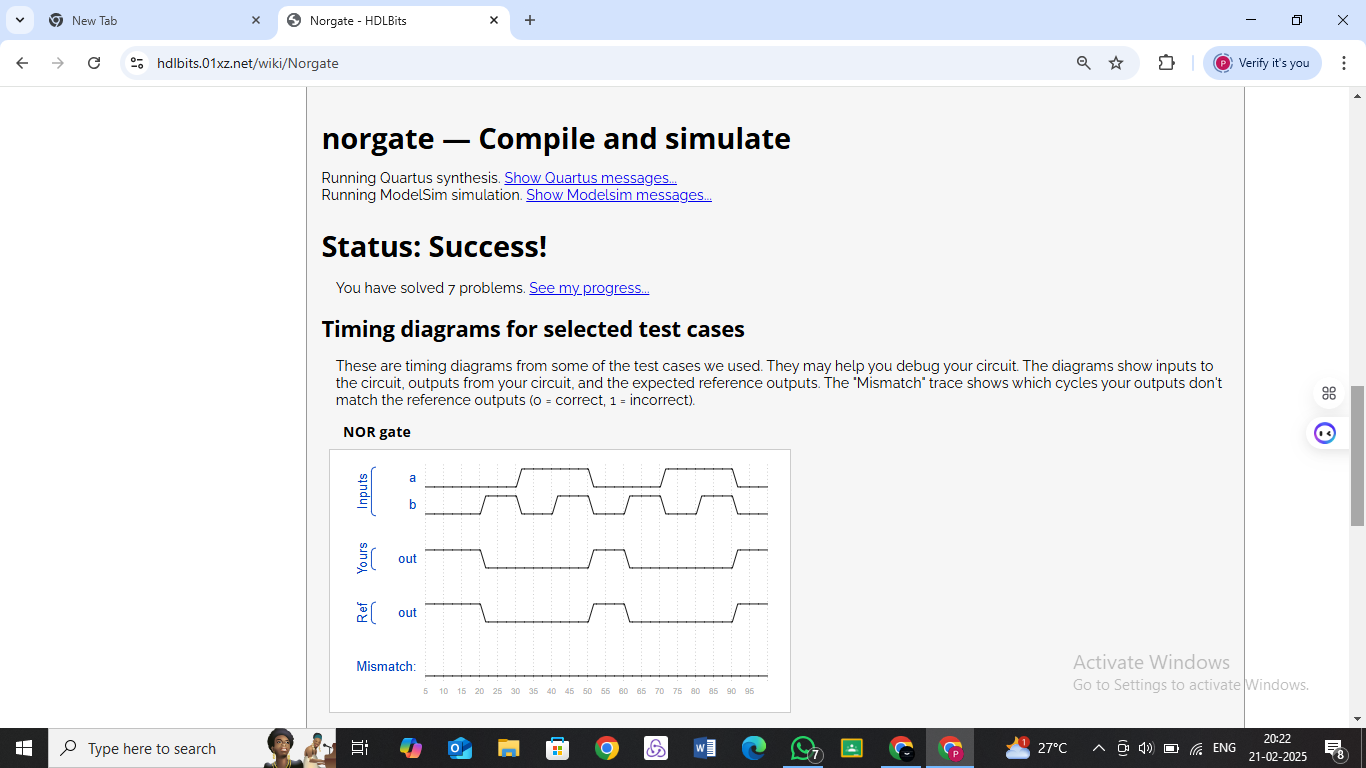 New Tab
Norgate - HDLBits
hdlbits.01xz.net/wiki/Norgate
P
Verify it's you
norgate — Compile and simulate
Running Quartus synthesis. Show Quartus messages...
Running ModelSim simulation. Show Modelsim messages...
Status: Success!
You have solved 7 problems. See my progress...
Timing diagrams for selected test cases
These are timing diagrams from some of the test cases we used. They may help you debug your circuit. The diagrams show inputs to
the circuit, outputs from your circuit, and the expected reference outputs. The "Mismatch" trace shows which cycles your outputs don't
match the reference outputs (0 = correct, 1 = incorrect).
NOR gate
Inputs
a
b
Yours
out
Ref
out
Mismatch:
5 10 15 20 25 30 35 40 45 50 55 60 65 70 75 80 85 90 95
Activate Windows
Go to Settings to activate Windows.
Type here to search
W
7
P
1
27°C
ENG
20:22
21-02-2025
8